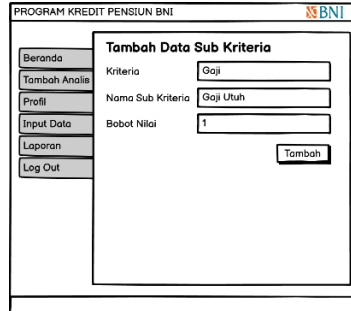 PROGRAM KREDIT PENSIUN BNI
BNI
Beranda
Tambah Analis
Profil
Input Data
Laporan
Log Out
Tambah Data Sub Kriteria
Kriteria
Gaji
Nama Sub Kriteria
Gaji Utuh
Bobot Nilai
1
Tambah